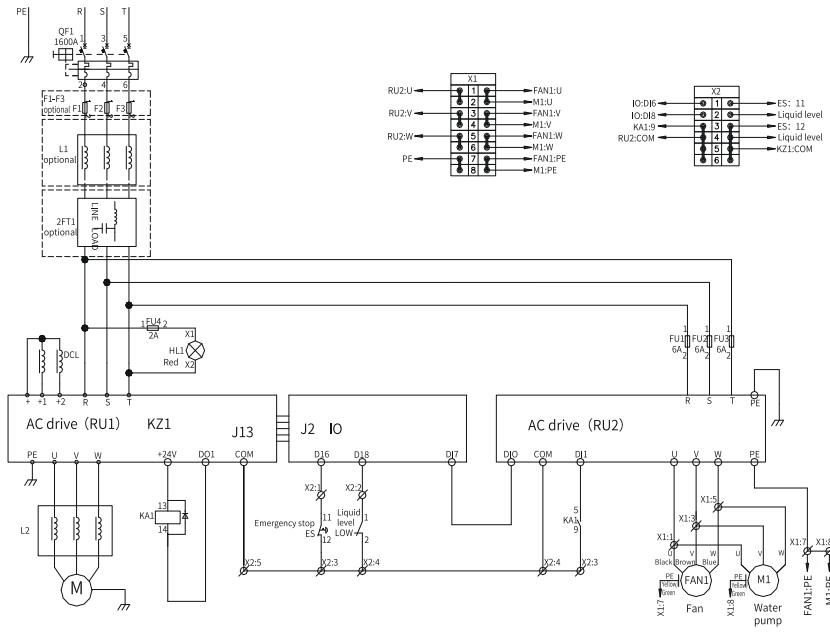 PE R S T
QF1
1600A
1 3 5
2 4 6
F1-F3
optional
F1 F2 F3
L1
optional
2FT1
optional
LINE LOAD
X1
RU2:U 1 FAN1:U
2 M1:U
RU2:V 3 FAN1:V
4 M1:V
RU2:W 5 FAN1:W
6 M1:W
PE 7 FAN1:PE
8 M1:PE
X2
IO:DI6 1 ES: 11
IO:DI8 2 Liquid level
KA1:9 3 ES: 12
RU2:COM 4 Liquid level
5 KZ1:COM
6
1 FU4 2
2A
X1
HL1
Red
X2
DCL
1 1 1
FU1 FU2 FU3
6A 6A 6A
2 2 2
+ +1 +2 R S T
R S T PE
AC drive (RU1) KZ1
J13
J2 IO
AC drive (RU2)
PE U V W +24V DO1 COM
D16 D18 DI7
DIO COM DI1
U V W PE
X2:1 X2:2
13
KA1
14
Emergency stop
ES
11
12
Liquid
level
LOW
1
2
5
KA1
9
L2
M
X2:5 X2:3 X2:4 X2:4 X2:3
X1:5
X1:3
X1:1
X1:7 X1:8
U V W U V W
Black Brown Blue
PE
Yellow
Green
FAN1
PE
Yellow
Green
M1
X1:7 X1:8
FAN1:PE
M1:PE
Fan
Water
pump